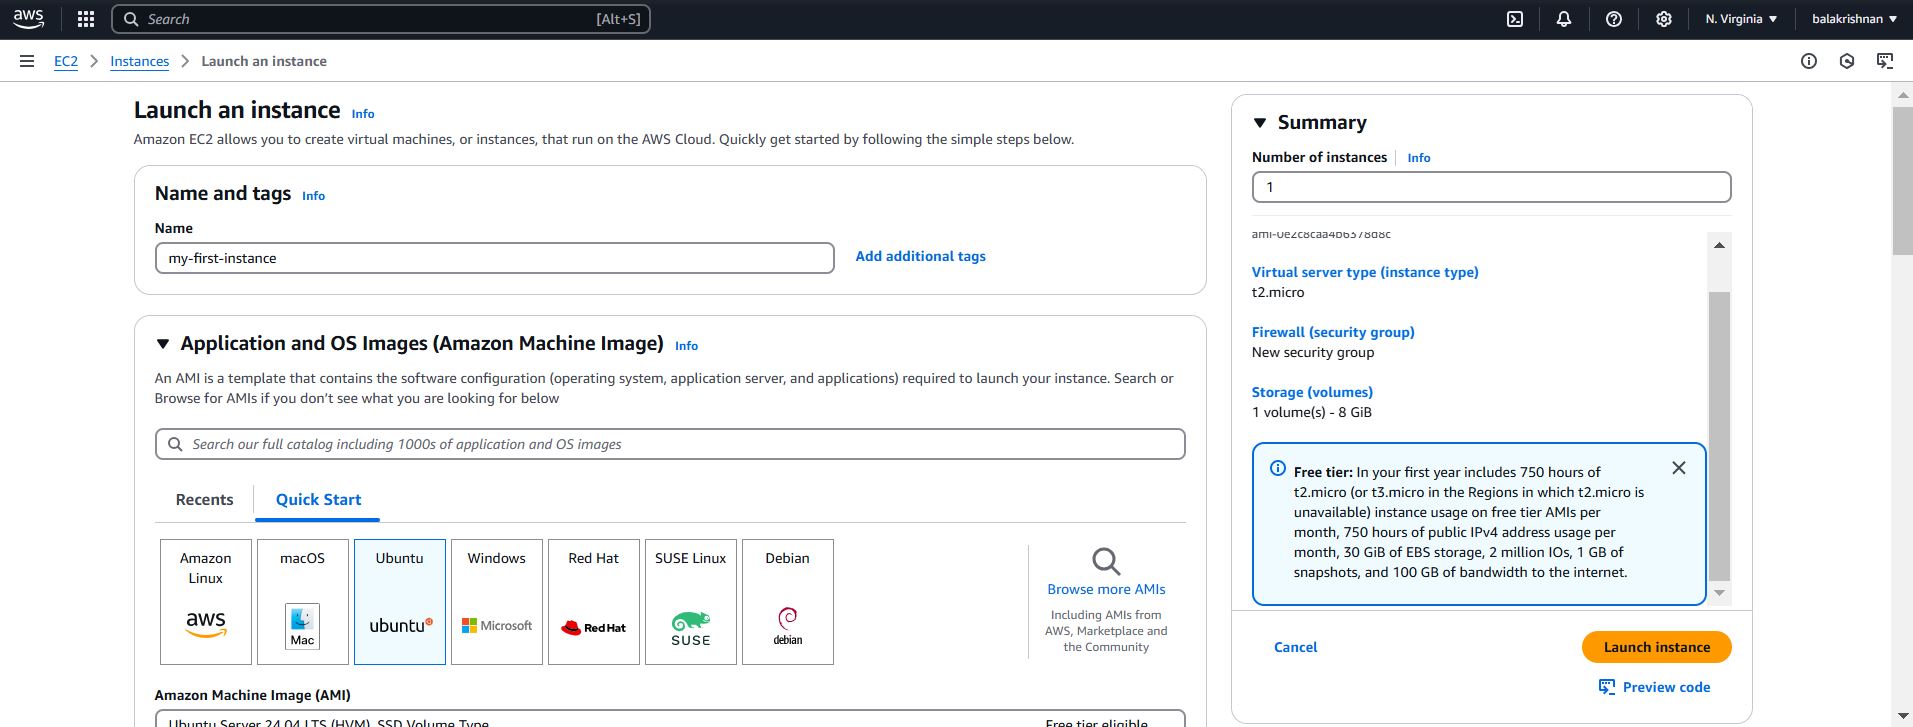 aws
Search [Alt+S]
N. Virginia
balakrishnan
EC2 > Instances > Launch an instance
Launch an instance Info
Amazon EC2 allows you to create virtual machines, or instances, that run on the AWS Cloud. Quickly get started by following the simple steps below.
Name and tags Info
Name
my-first-instance
Add additional tags
Application and OS Images (Amazon Machine Image) Info
An AMI is a template that contains the software configuration (operating system, application server, and applications) required to launch your instance. Search or
Browse for AMIs if you don’t see what you are looking for below
Search our full catalog including 1000s of application and OS images
Recents
Quick Start
Amazon
Linux
aws
macOS
Mac
Ubuntu
ubuntu
Windows
Microsoft
Red Hat
Red Hat
SUSE Linux
SUSE
Debian
debian
Browse more AMIs
Including AMIs from
AWS, Marketplace and
the Community
Amazon Machine Image (AMI)
Ubuntu Server 24.04 LTS (HVM), SSD Volume Type
Free tier eligible
Summary
Number of instances Info
1
ami-0e2c8caa4b6378d8c
Virtual server type (instance type)
t2.micro
Firewall (security group)
New security group
Storage (volumes)
1 volume(s) - 8 GiB
Free tier: In your first year includes 750 hours of
t2.micro (or t3.micro in the Regions in which t2.micro is
unavailable) instance usage on free tier AMIs per
month, 750 hours of public IPv4 address usage per
month, 30 GiB of EBS storage, 2 million IOs, 1 GB of
snapshots, and 100 GB of bandwidth to the internet.
Cancel
Launch instance
Preview code